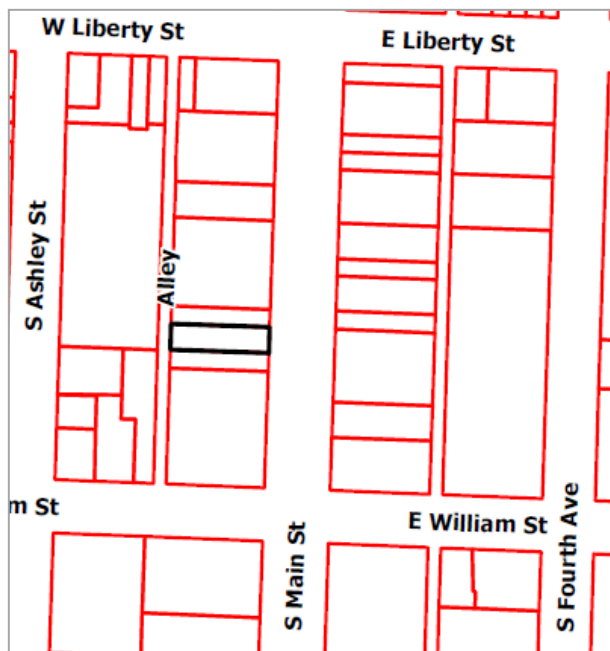 W Liberty St
E Liberty St
S Ashley St
Alley
m St
E William St
S Main St
S Fourth Ave